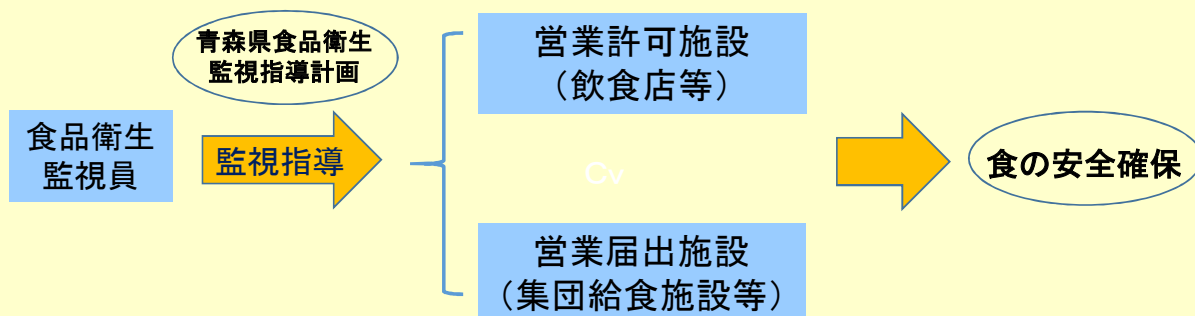 青森県食品衛生
監視指導計画
食品衛生
監視員
監視指導
営業許可施設
（飲食店等）
Cv
営業届出施設
（集団給食施設等）
食の安全確保